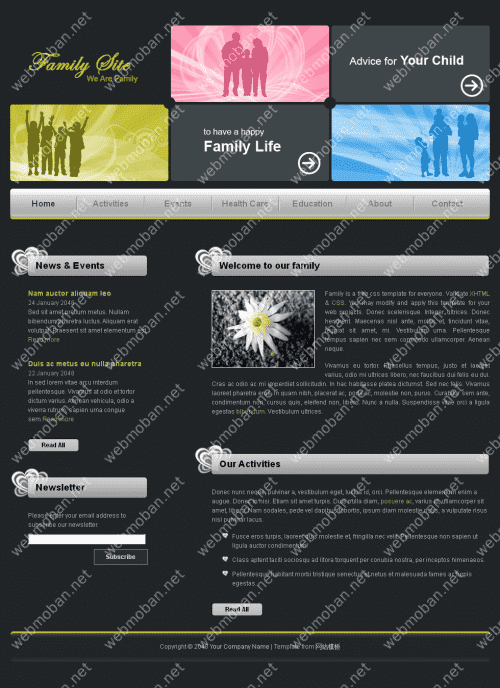 Family Site
We Are Family
Advice for Your Child
to have a happy
Family Life
Home Activities Events Health Care Education About Contact
News & Events
Nam auctor aliquam leo
24 January 2048
Sed sit amet pretium metus. Nullam
bibendum pharetra luctus. Aliquam erat
volutpat. Praesent sit amet elementum est.
Read more
Duis ac metus eu nulla pharetra
22 January 2048
In sed lorem vitae arcu interdum
pellentesque. Vivamus ut odio et tortor
dictum varius. Aenean vehicula, odio a
viverra rutrum, sapien urna congue
sem. Read more
Read All
Newsletter
Please enter your email address to
subscribe our newsletter.
Subscribe
Welcome to our family
Family is a free css template for everyone. Validate XHTML
& CSS. You may modify and apply this template for your
web projects. Donec scelerisque. Integer ultrices. Donec
hendrerit. Maecenas nisl ante, mollis et, tincidunt vitae,
feugiat sit amet, mi. Vestibulum urna. Pellentesque
tempus sapien nec sem commodo ullamcorper. Aenean
neque.
Vivamus eu tortor. Phasellus tempus, justo et laoreet
varius, odio mi ultrices libero, nec faucibus dui felis eu dui.
Cras ac odio ac mi imperdiet sollicitudin. In hac habitasse platea dictumst. Sed nec felis. Vivamus
laoreet pharetra enim. In quam nibh, placerat ac, porta ac, molestie non, purus. Curabitur sem ante,
condimentum non, cursus quis, eleifend non, libero. Nunc a nulla. Suspendisse vitae orci a ligula
egestas bibendum. Vestibulum ultrices.
Our Activities
Donec nunc neque, pulvinar a, vestibulum eget, luctus id, orci. Pellentesque elementum enim a
augue. Donec a nisi. Etiam sit amet turpis. Duis nulla diam, posuere ac, varius id, ullamcorper sit
amet, libero. Nam sodales, pede vel dapibus lobortis, ipsum diam molestie risus, a vulputate risus
nisl pulvinar lacus.
Fusce eros turpis, laoreet quis molestie et, fringilla nec velit. Pellentesque non sapien ut
ligula auctor condimentum.
Class aptent taciti sociosqu ad litora torquent per conubia nostra, per inceptos himenaeos.
Pellentesque habitant morbi tristique senectus et netus et malesuada fames ac turpis
egestas.
Read All
Copyright © 2048 Your Company Name | Template from 网站模板
webmoban.net